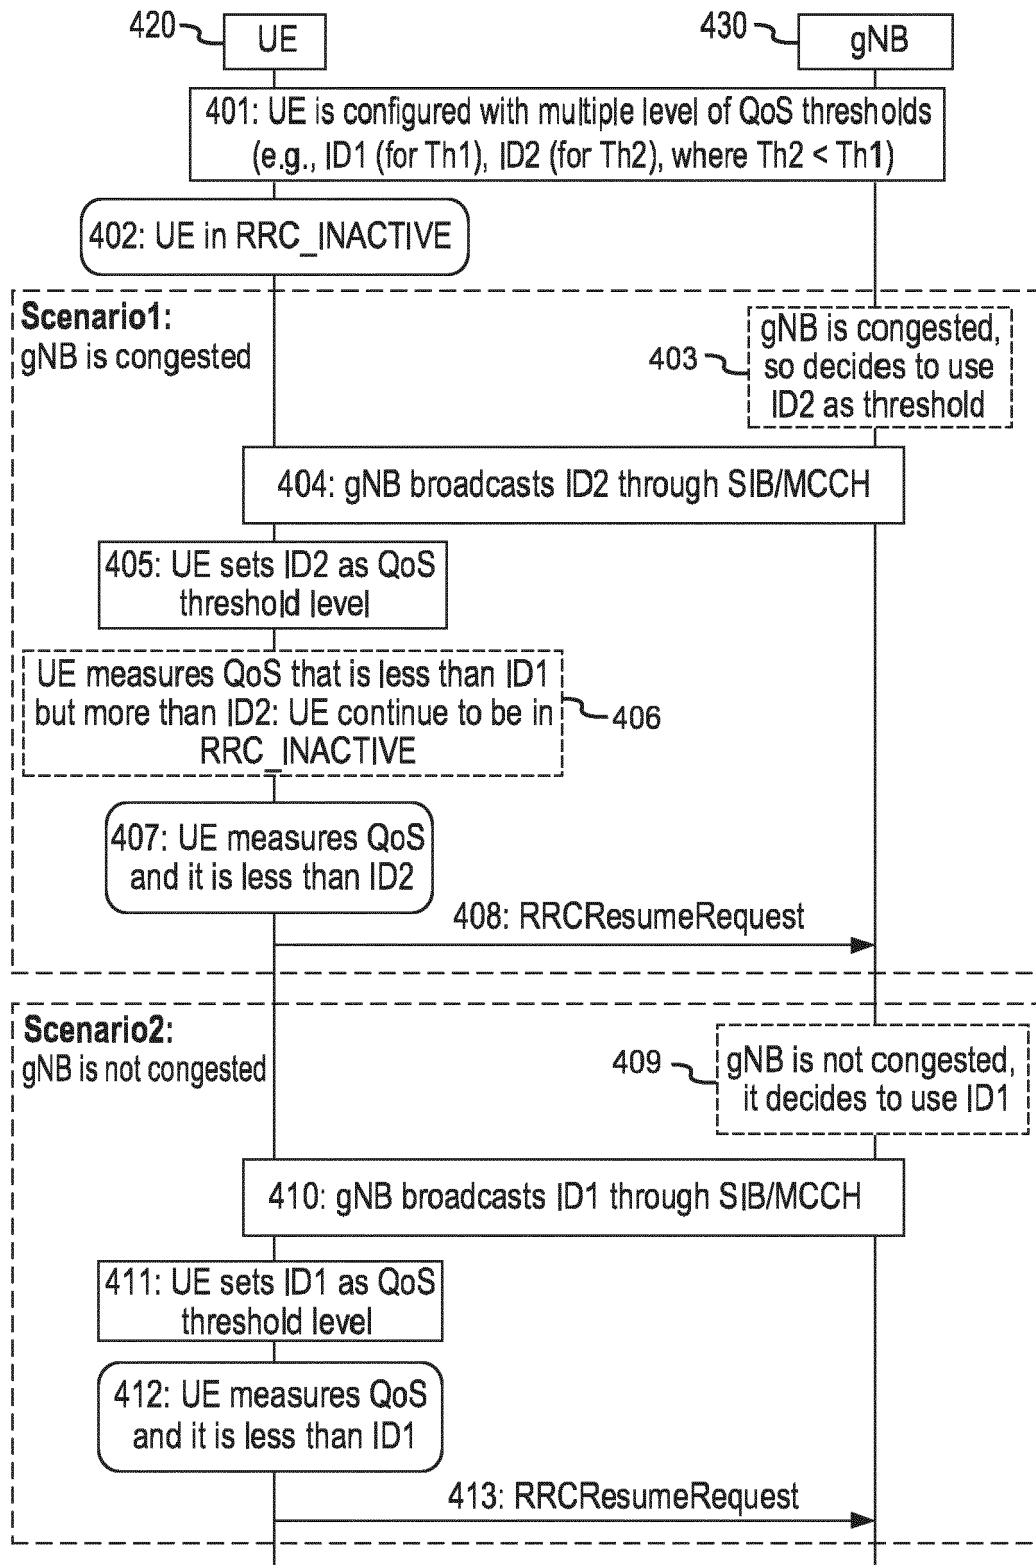 420
UE
430
gNB
401: UE is configured with multiple level of QoS thresholds
(e.g., ID1 (for Th1), ID2 (for Th2), where Th2 < Th1)
402: UE in RRC_INACTIVE
Scenario1:
gNB is congested
403
gNB is congested,
so decides to use
ID2 as threshold
404: gNB broadcasts ID2 through SIB/MCCH
405: UE sets ID2 as QoS
threshold level
UE measures QoS that is less than ID1
but more than ID2: UE continue to be in
RRC_INACTIVE
406
407: UE measures QoS
and it is less than ID2
408: RRCResumeRequest
Scenario2:
gNB is not congested
409
gNB is not congested,
it decides to use ID1
410: gNB broadcasts ID1 through SIB/MCCH
411: UE sets ID1 as QoS
threshold level
412: UE measures QoS
and it is less than ID1
413: RRCResumeRequest